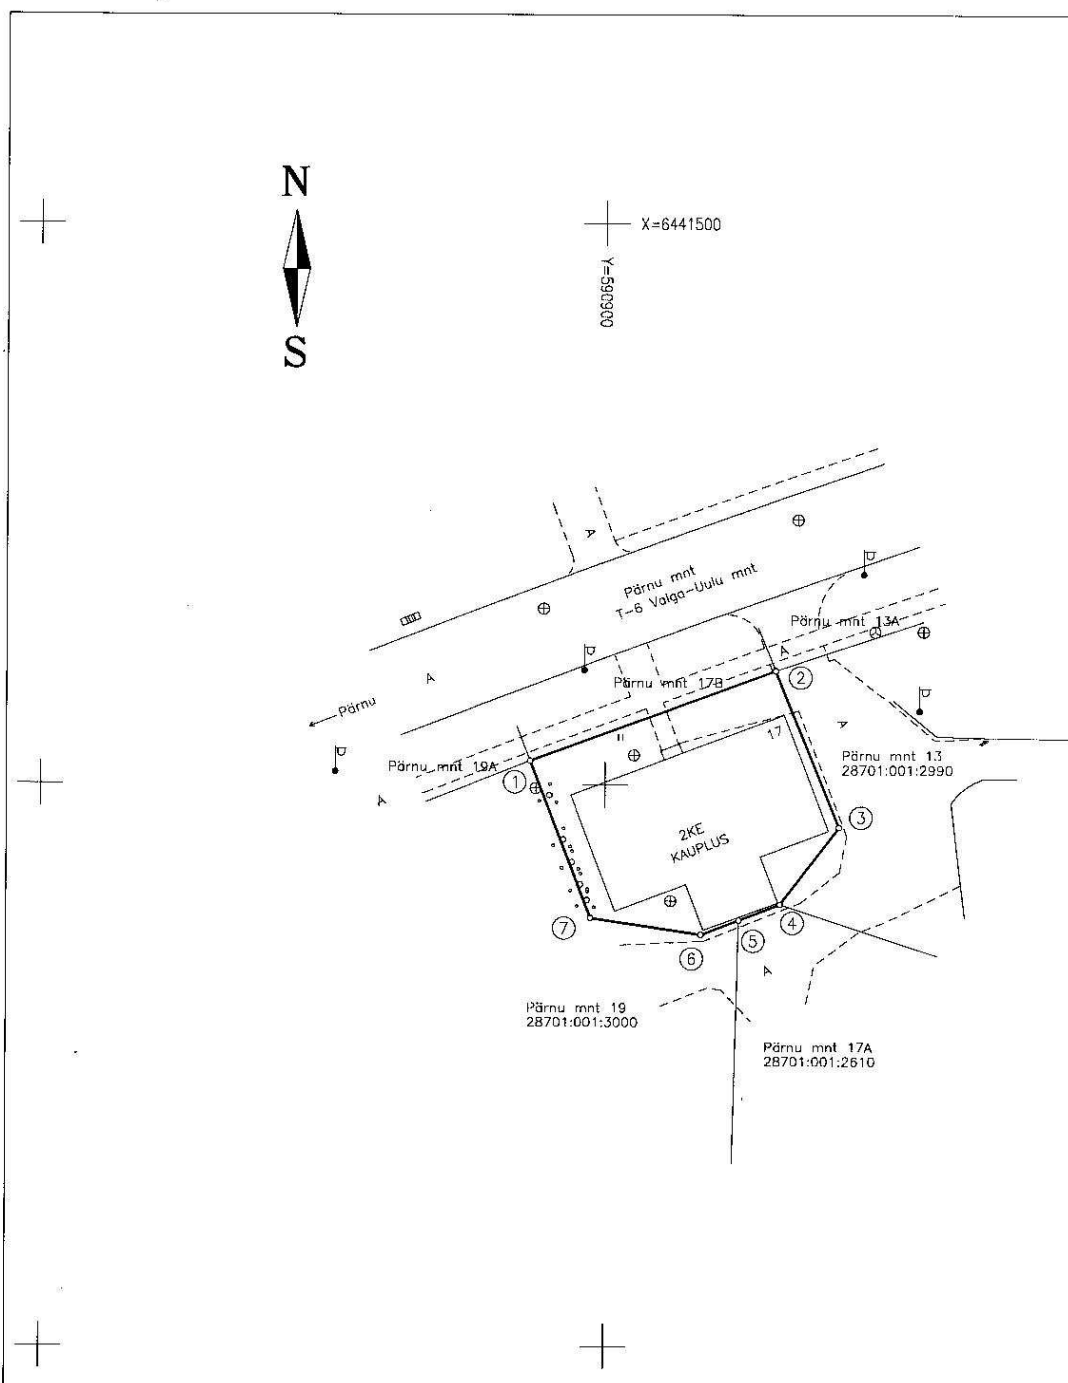 N
X=6441500
Y=590900
S
A
Pärnu mnt
T-6 Valga-Uulu mnt
Pärnu mnt 13A
A
A
Pärnu mnt 17B
2
Pärnu
17
A
Pärnu mnt 13
28701:001:2990
Pärnu mnt 19A
1
A
3
2KE
KAUPLUS
7
4
5
6
A
Pärnu mnt 19
28701:001:3000
Pärnu mnt 17A
28701:001:2610